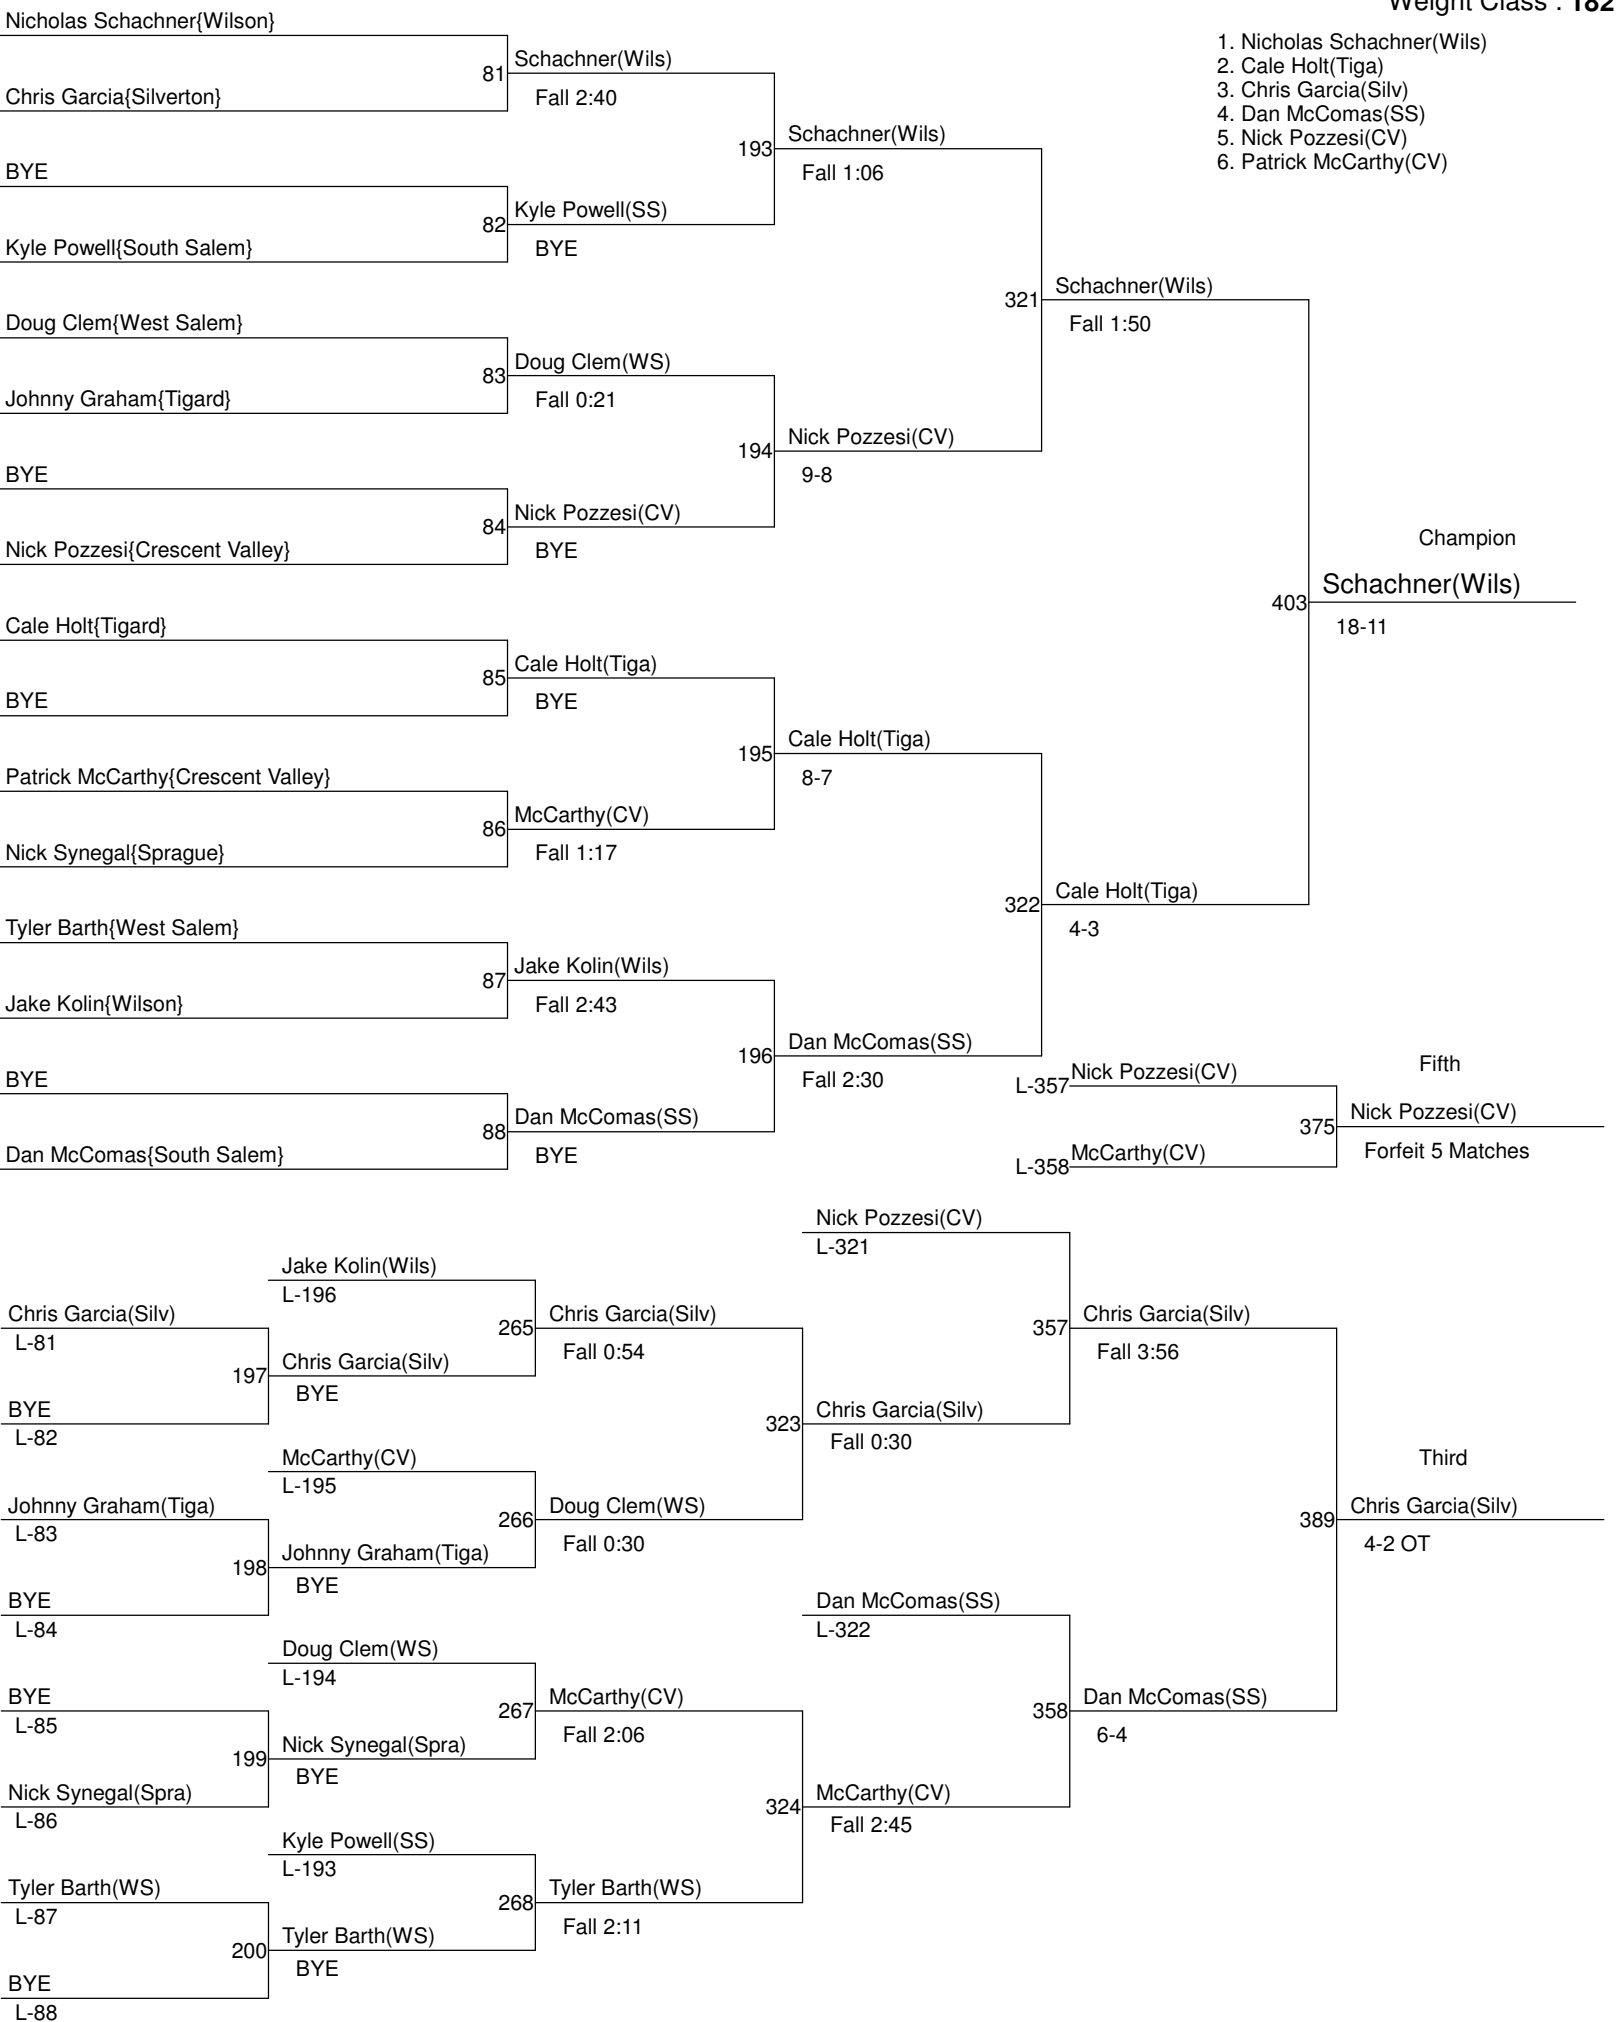 Weight Class : 182
1. Nicholas Schachner(Wils)
2. Cale Holt(Tiga)
3. Chris Garcia(Silv)
4. Dan McComas(SS)
5. Nick Pozzesi(CV)
6. Patrick McCarthy(CV)
Nicholas Schachner{Wilson}
81
Schachner(Wils)
Fall 2:40
Chris Garcia{Silverton}
193
Schachner(Wils)
Fall 1:06
BYE
82
Kyle Powell(SS)
BYE
Kyle Powell{South Salem}
321
Schachner(Wils)
Fall 1:50
Doug Clem{West Salem}
83
Doug Clem(WS)
Fall 0:21
Johnny Graham{Tigard}
194
Nick Pozzesi(CV)
9-8
BYE
84
Nick Pozzesi(CV)
BYE
Nick Pozzesi{Crescent Valley}
Champion
403
Schachner(Wils)
18-11
Cale Holt{Tigard}
85
Cale Holt(Tiga)
BYE
BYE
195
Cale Holt(Tiga)
8-7
Patrick McCarthy{Crescent Valley}
86
McCarthy(CV)
Fall 1:17
Nick Synegal{Sprague}
322
Cale Holt(Tiga)
4-3
Tyler Barth{West Salem}
87
Jake Kolin(Wils)
Fall 2:43
Jake Kolin{Wilson}
196
Dan McComas(SS)
Fall 2:30
BYE
88
Dan McComas(SS)
BYE
Dan McComas{South Salem}
Fifth
L-357
Nick Pozzesi(CV)
375
Nick Pozzesi(CV)
Forfeit 5 Matches
L-358
McCarthy(CV)
Nick Pozzesi(CV)
L-321
Jake Kolin(Wils)
L-196
Chris Garcia(Silv)
L-81
265
Chris Garcia(Silv)
Fall 0:54
357
Chris Garcia(Silv)
Fall 3:56
197
Chris Garcia(Silv)
BYE
BYE
L-82
323
Chris Garcia(Silv)
Fall 0:30
McCarthy(CV)
L-195
Third
Johnny Graham(Tiga)
L-83
266
Doug Clem(WS)
Fall 0:30
389
Chris Garcia(Silv)
4-2 OT
198
Johnny Graham(Tiga)
BYE
BYE
L-84
Dan McComas(SS)
L-322
Doug Clem(WS)
L-194
BYE
L-85
267
McCarthy(CV)
Fall 2:06
358
Dan McComas(SS)
6-4
199
Nick Synegal(Spra)
BYE
Nick Synegal(Spra)
L-86
324
McCarthy(CV)
Fall 2:45
Kyle Powell(SS)
L-193
Tyler Barth(WS)
L-87
268
Tyler Barth(WS)
Fall 2:11
200
Tyler Barth(WS)
BYE
BYE
L-88